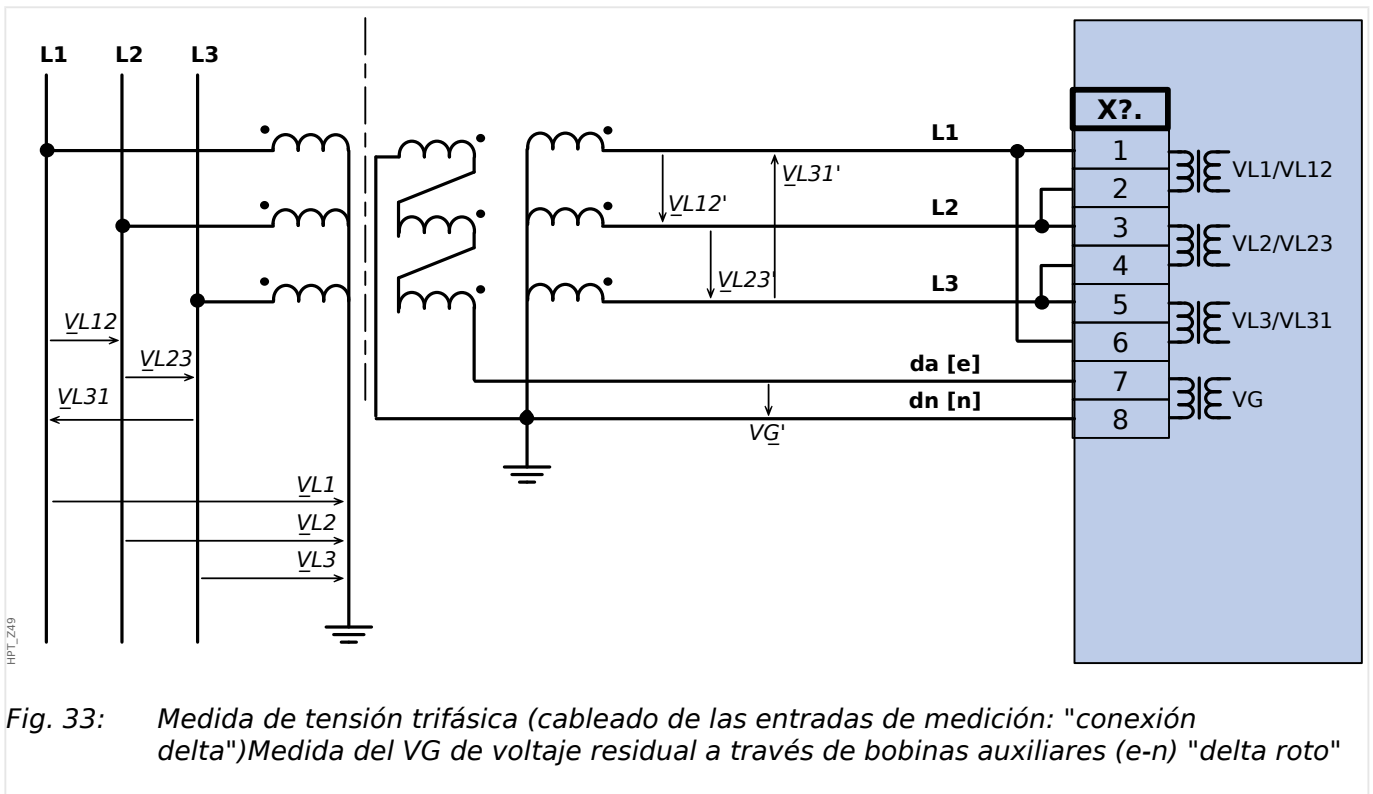 L1 L2 L3
X?.
L1
1
VL31'
VL1/VL12
2
VL12'
L2
3
VL2/VL23
4
VL23'
L3
5
VL3/VL31
6
VL12
VL23
da [e]
7
VL31
dn [n]
VG
8
VG'
VL1
VL2
VL3
HPT_Z49
Fig. 33: Medida de tensión trifásica (cableado de las entradas de medición: "conexión
delta")Medida del VG de voltaje residual a través de bobinas auxiliares (e-n) "delta roto"